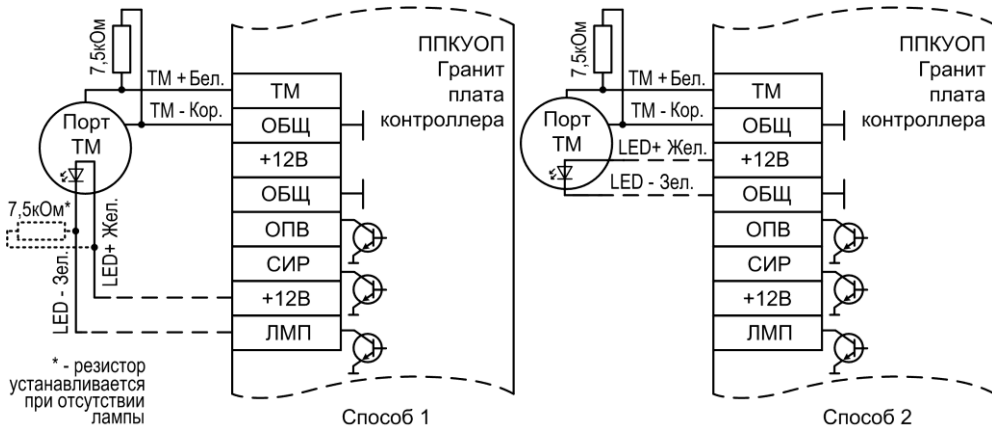 7,5кОм
ТМ + Бел.
ТМ - Кор.
Порт
ТМ
7,5кОм*
LED - Зел.
LED+ Жел.
* - резистор
устанавливается
при отсутствии
лампы
ППКУОП
Гранит
плата
контроллера
ТМ
ОБЩ
+12В
ОБЩ
ОПВ
СИР
+12В
ЛМП
Способ 1
7,5кОм
ТМ + Бел.
ТМ - Кор.
Порт
ТМ
LED+ Жел.
LED - Зел.
ППКУОП
Гранит
плата
контроллера
ТМ
ОБЩ
+12В
ОБЩ
ОПВ
СИР
+12В
ЛМП
Способ 2